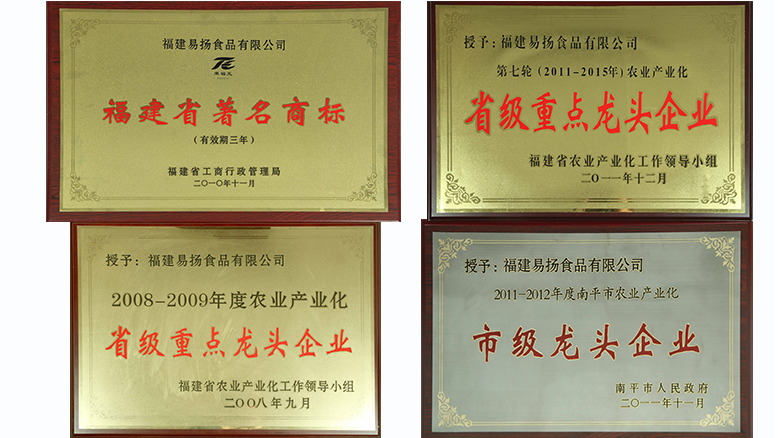 福建易扬食品有限公司
福建省著名商标
(有效期三年)
福建省工商行政管理局
二〇一〇年十一月
授予：福建易扬食品有限公司
第七轮（2011-2015年）农业产业化
省级重点龙头企业
福建省农业产业化工作领导小组
二〇一一年十二月
授予：福建易扬食品有限公司
2008-2009年度农业产业化
省级重点龙头企业
福建省农业产业化工作领导小组
二〇〇八年九月
授予：福建易扬食品有限公司
2011-2012年度南平市农业产业化
市级龙头企业
南平市人民政府
二〇一一年十一月